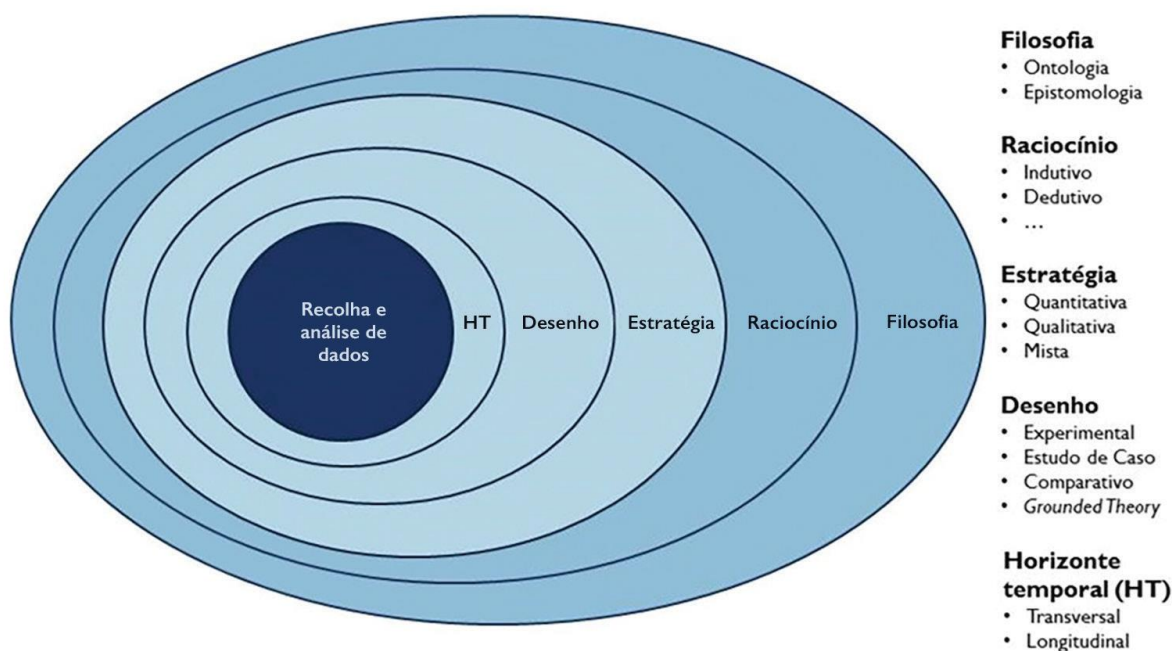 Recolha e
análise de
dados
HT
Desenho
Estratégia
Raciocínio
Filosofia
Filosofia
• Ontologia
• Epistomologia
Raciocínio
• Indutivo
• Dedutivo
• ...
Estratégia
• Quantitativa
• Qualitativa
• Mista
Desenho
• Experimental
• Estudo de Caso
• Comparativo
• Grounded Theory
Horizonte
temporal (HT)
• Transversal
• Longitudinal